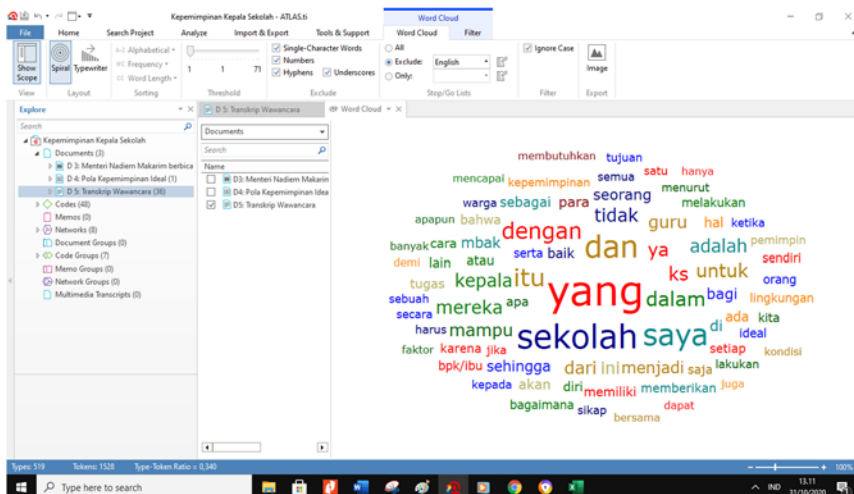 Kepemimpinan Kepala Sekolah - ATLAS.ti
Word Cloud
File Home Search Project Analyze Import & Export Tools & Support Word Cloud Filter
Show Scope
Spiral
Typewriter
A-Z Alphabetical
Frequency
Word Length
1 1 71
Single-Character Words
Numbers
Hyphens Underscores
All
Exclude: English
Only:
Ignore Case
Image
View Layout Sorting Threshold Exclude Stop/Go Lists Filter Export
Explore
Search
Kepemimpinan Kepala Sekolah
Documents (3)
D 3: Menteri Nadiem Makarim berbica
D 4: Pola Kepemimpinan Ideal (1)
D 5: Transkrip Wawancara (36)
Codes (48)
Memos (0)
Networks (8)
Document Groups (0)
Code Groups (7)
Memo Groups (0)
Network Groups (0)
Multimedia Transcripts (0)
D 5: Transkrip Wawancara
Word Cloud
Documents
Search
Name
D3: Menteri Nadiem Makarim
D4: Pola Kepemimpinan Idea
D5: Transkrip Wawancara
membutuhkan tujuan
mencapai kepemimpinan semua satu hanya
warga sebagai para seorang menurut
apapun bahwa tidak guru hal melakukan ketika
banyak cara mbak dengan dan ya adalah pemimpin
demi lain atau serta baik sendiri
tugas kepala itu ks untuk orang
sebuah mereka apa yang dalam bagi lingkungan
secara ada kita
harus mampu sekolah saya di ideal
faktor karena jika setiap kondisi
bpk/ibu sehingga dari ini menjadi saja lakukan
kepada akan diri memiliki memberikan juga
bagaimana sikap dapat
bersama
Types: 519 Tokens: 1528 Type-Token Ratio = 0,340 100%
Type here to search
IND
13.11
31/10/2020